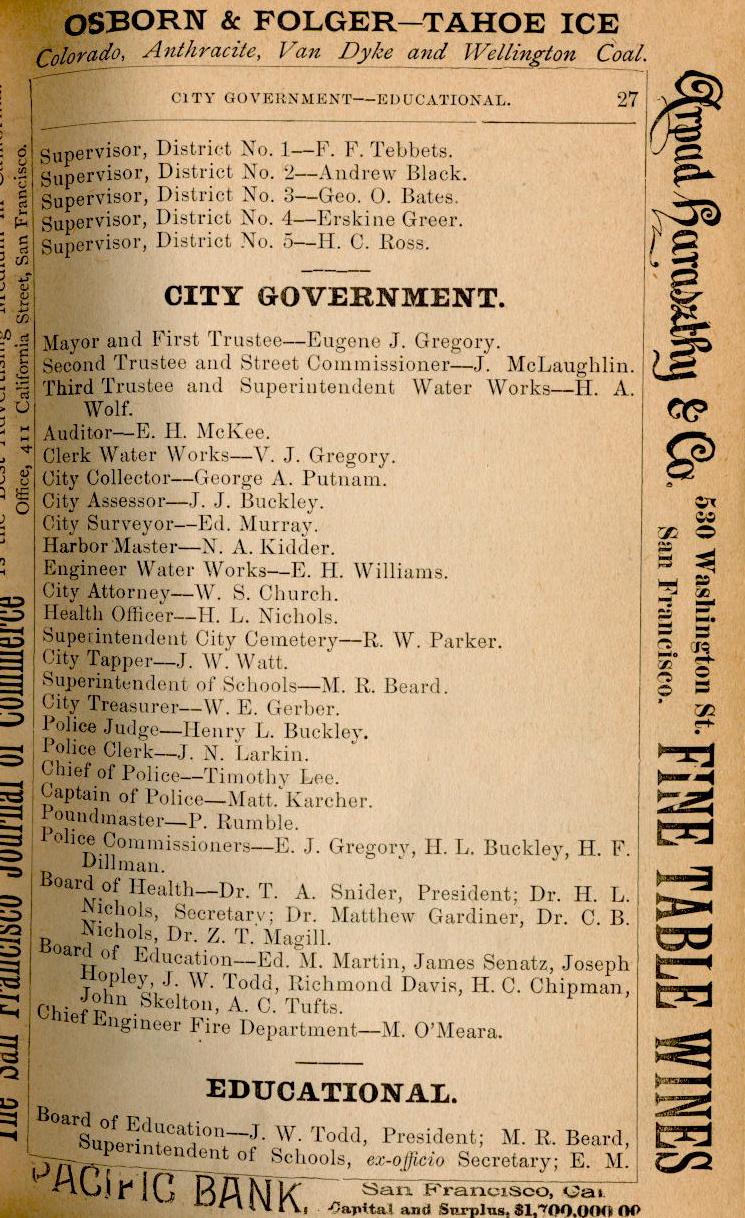 OSBORN & FOLGER—TAHOE ICE
Colorado, Anthracite, Van Dyke and Wellington Coal.
CITY GOVERNMENT--EDUCATIONAL. 27
Supervisor, District No. 1—F. F. Tebbets.
Supervisor, District No. 2—Andrew Black.
Supervisor, District No. 3—Geo. O. Bates.
Supervisor, District No. 4—Erskine Greer.
Supervisor, District No. 5—H. C. Ross.
CITY GOVERNMENT.
Mayor and First Trustee—Eugene J. Gregory.
Second Trustee and Street Commissioner—J. McLaughlin.
Third Trustee and Superintendent Water Works—H. A.
Wolf.
Auditor—E. H. McKee.
Clerk Water Works—V. J. Gregory.
City Collector—George A. Putnam.
City Assessor—J. J. Buckley.
City Surveyor—Ed. Murray.
Harbor Master—N. A. Kidder.
Engineer Water Works—E. H. Williams.
City Attorney—W. S. Church.
Health Officer—H. L. Nichols.
Superintendent City Cemetery—R. W. Parker.
City Tapper—J. W. Watt.
Superintendent of Schools—M. R. Beard.
City Treasurer—W. E. Gerber.
Police Judge—Henry L. Buckley.
Police Clerk—J. N. Larkin.
Chief of Police—Timothy Lee.
Captain of Police—Matt. Karcher.
Poundmaster—P. Rumble.
Police Commissioners—E. J. Gregory, H. L. Buckley, H. F.
Dillman.
Board of Health—Dr. T. A. Snider, President; Dr. H. L.
Nichols, Secretary; Dr. Matthew Gardiner, Dr. C. B.
Nichols, Dr. Z. T. Magill.
Board of Education—Ed. M. Martin, James Senatz, Joseph
Hopley, J. W. Todd, Richmond Davis, H. C. Chipman,
John Skelton, A. C. Tufts.
Chief Engineer Fire Department—M. O'Meara.
EDUCATIONAL.
Board of Education—J. W. Todd, President; M. R. Beard,
Superintendent of Schools, ex-officio Secretary; E. M.
PACIFIC BANK, San Francisco, Cal.
Capital and Surplus, $1,700,000 00
Arpad Haraszthy & Co.
530 Washington St.
San Francisco.
FINE TABLE WINES
The San Francisco Journal of Commerce is the Best Advertising Medium in
Office, 411 California Street, San Francisco.